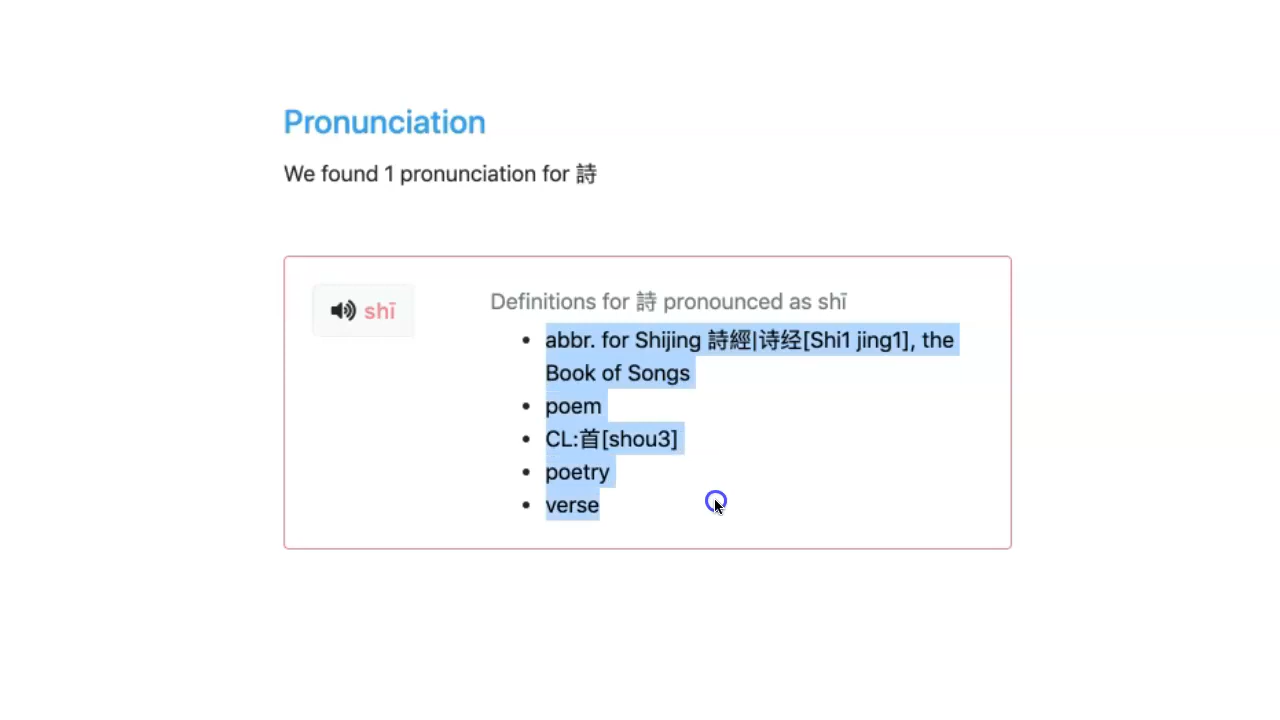 Pronunciation
We found 1 pronunciation for 詩
shī
Definitions for 詩 pronounced as shī
abbr. for Shijing 詩經|诗经[Shi1 jing1], the
Book of Songs
poem
CL:首[shou3]
poetry
verse